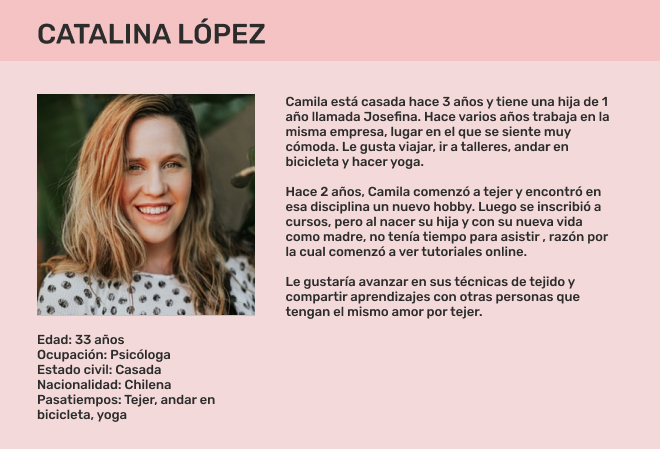 CATALINA LÓPEZ
Camila está casada hace 3 años y tiene una hija de 1
año llamada Josefina. Hace varios años trabaja en la
misma empresa, lugar en el que se siente muy
cómoda. Le gusta viajar, ir a talleres, andar en
bicicleta y hacer yoga.
Hace 2 años, Camila comenzó a tejer y encontró en
esa disciplina un nuevo hobby. Luego se inscribió a
cursos, pero al nacer su hija y con su nueva vida
como madre, no tenía tiempo para asistir , razón por
la cual comenzó a ver tutoriales online.
Le gustaría avanzar en sus técnicas de tejido y
compartir aprendizajes con otras personas que
tengan el mismo amor por tejer.
Edad: 33 años
Ocupación: Psicóloga
Estado civil: Casada
Nacionalidad: Chilena
Pasatiempos: Tejer, andar en
bicicleta, yoga